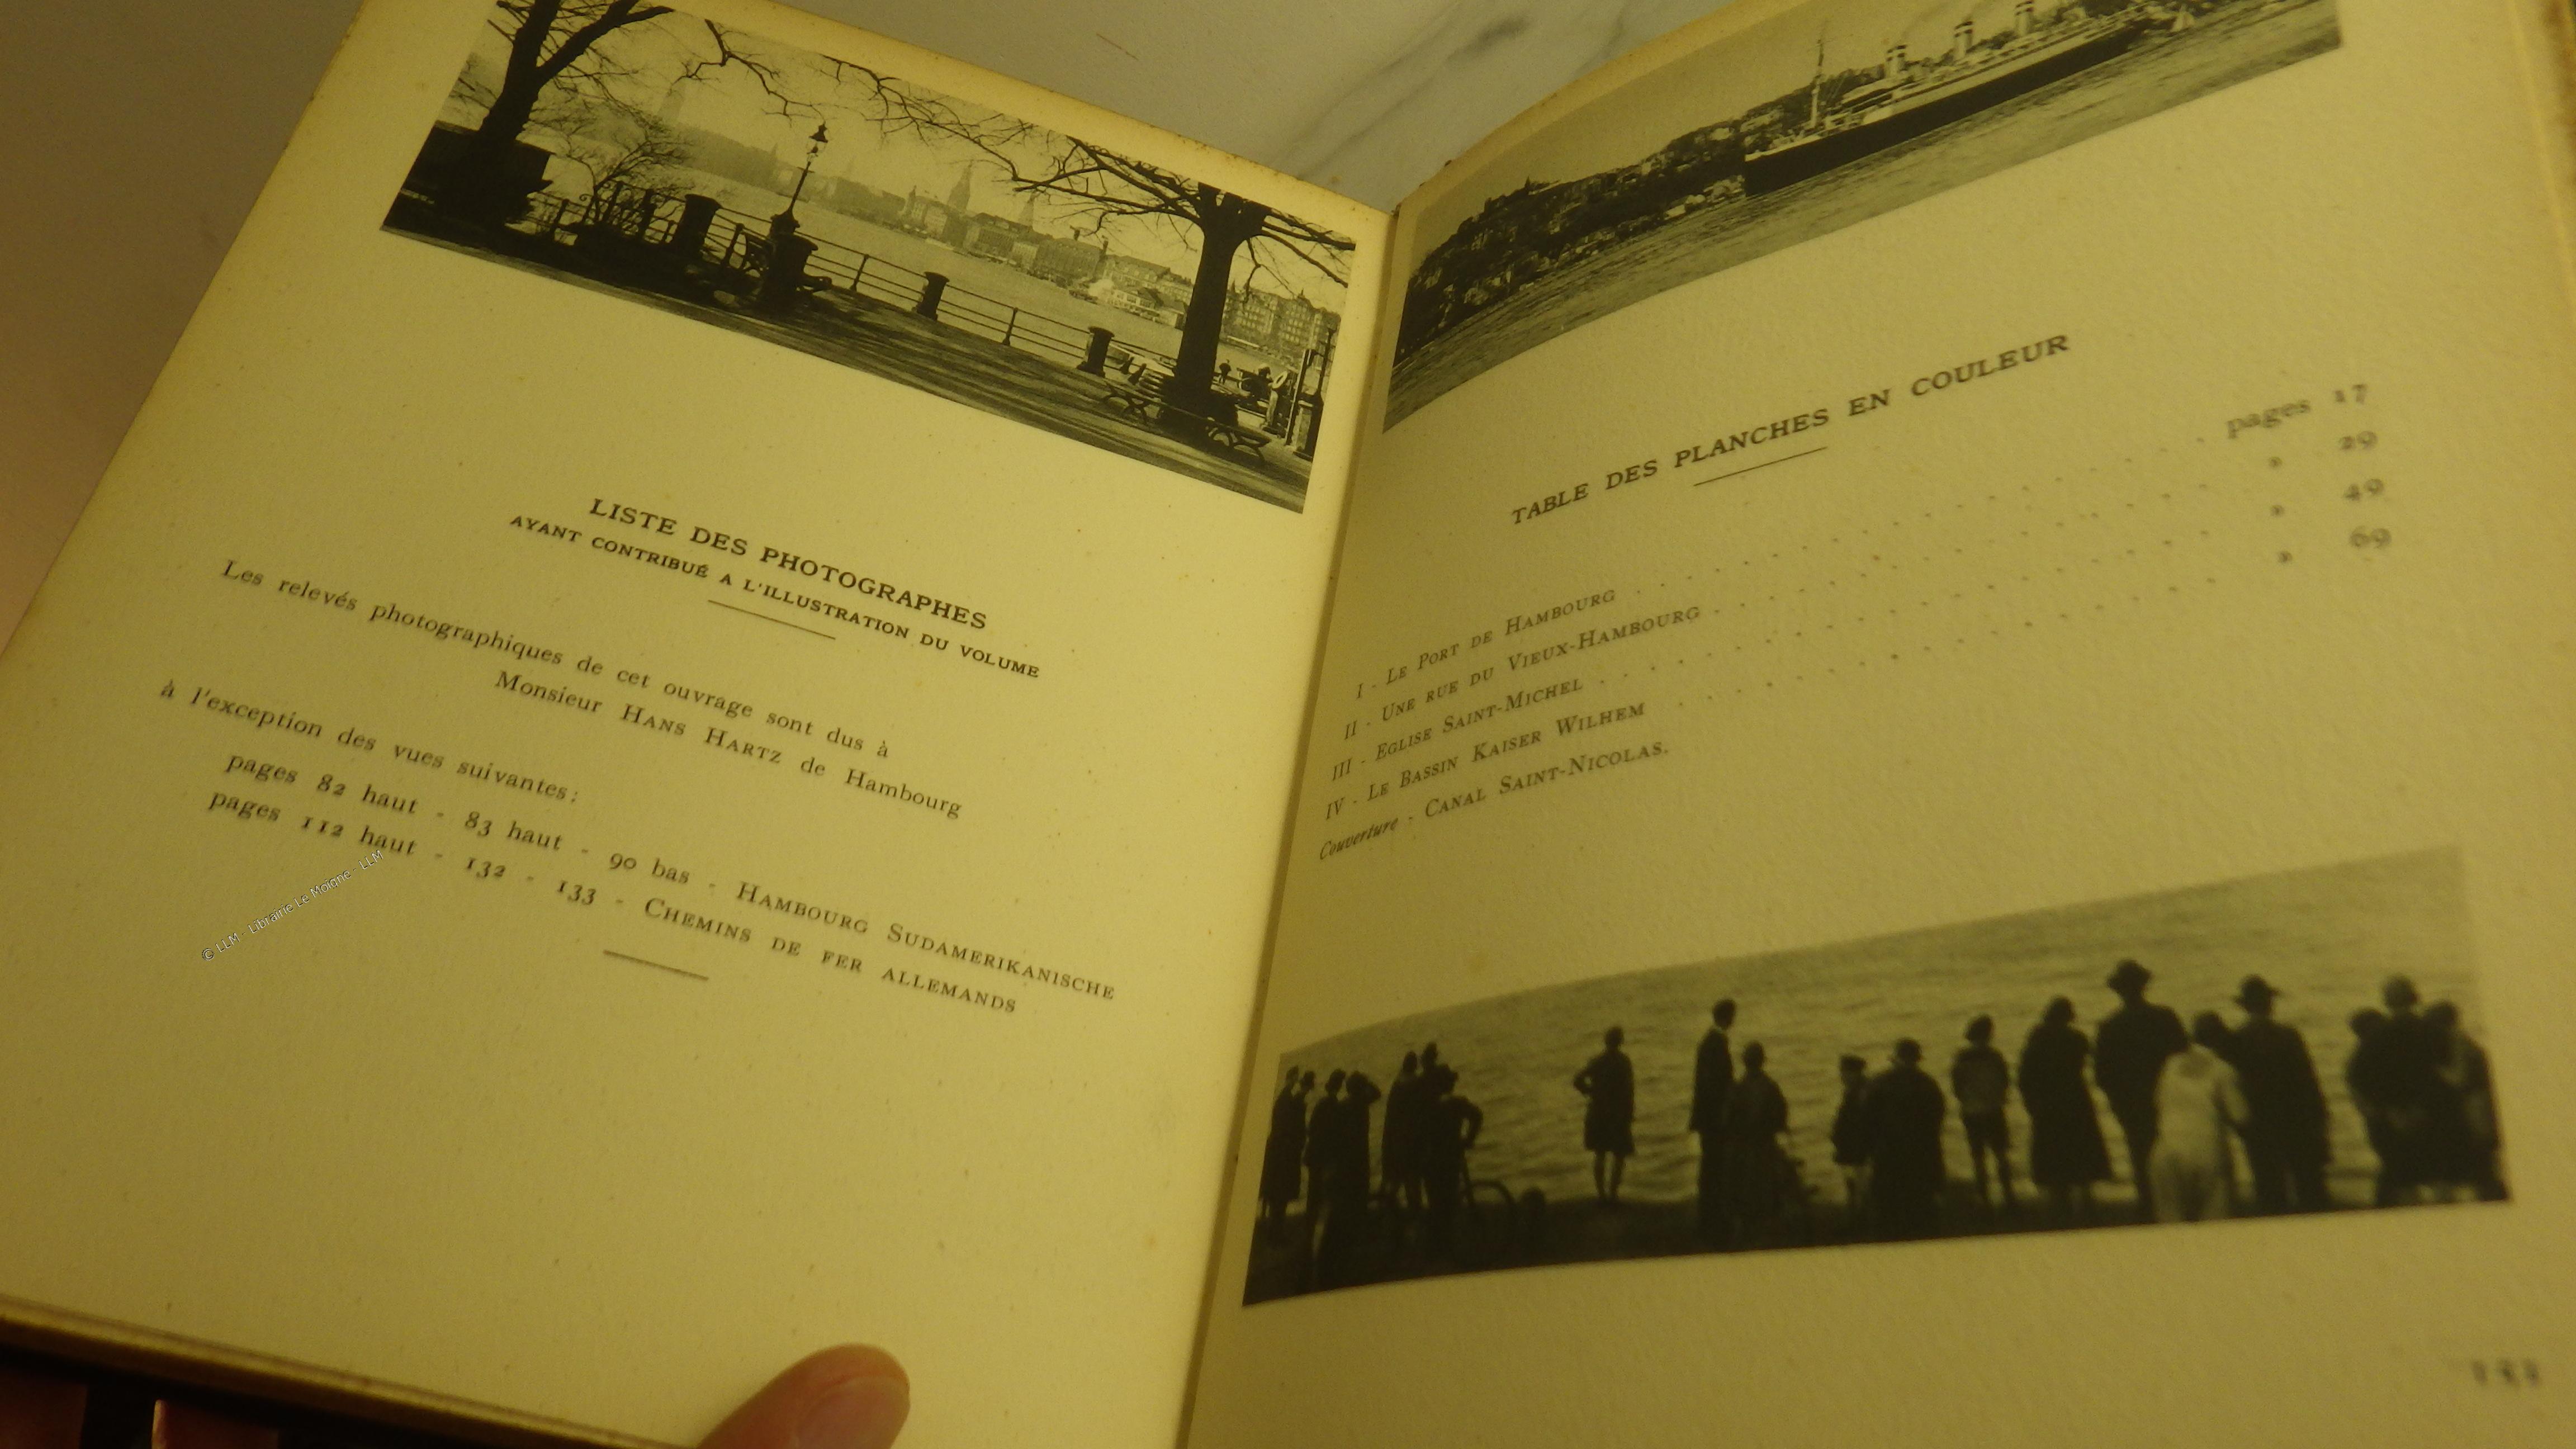 LISTE DES PHOTOGRAPHES
AYANT CONTRIBUÉ A L'ILLUSTRATION DU VOLUME
Les relevés photographiques de cet ouvrage sont dus à
Monsieur HANS HARTZ de Hambourg
à l'exception des vues suivantes:
pages 82 haut - 83 haut - 90 bas - HAMBOURG SUDAMERIKANISCHE
pages 112 haut - 132 - 133 - CHEMINS DE FER ALLEMANDS
© LLM - Librairie Le Moigne - LLM
TABLE DES PLANCHES EN COULEUR
I - LE PORT DE HAMBOURG . . . . . . . . . . pages 17
II - UNE RUE DU VIEUX-HAMBOURG . . . . . . . . . . » 29
III - EGLISE SAINT-MICHEL . . . . . . . . . . » 49
IV - LE BASSIN KAISER WILHEM . . . . . . . . . . » 69
Couverture - CANAL SAINT-NICOLAS.